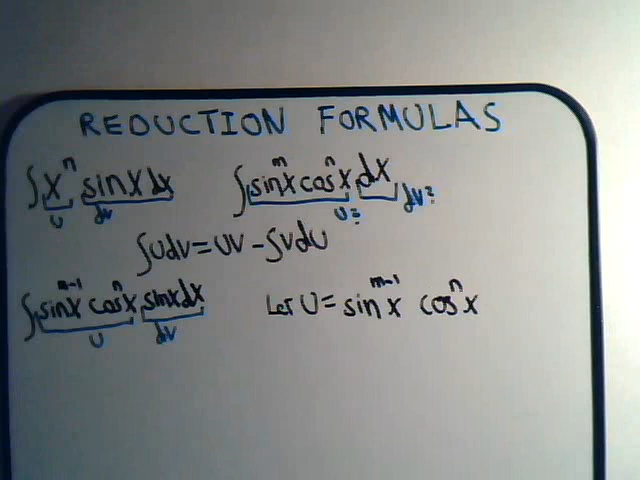 REDUCTION FORMULAS
∫xⁿ sinx dx   ∫sinᵐx cosⁿx dx
u   dv   u?   dv?
∫udv = uv - ∫vdu
∫sinᵐ⁻¹x cosⁿx sinxdx   Let u = sinᵐ⁻¹x cosⁿx
u   dv